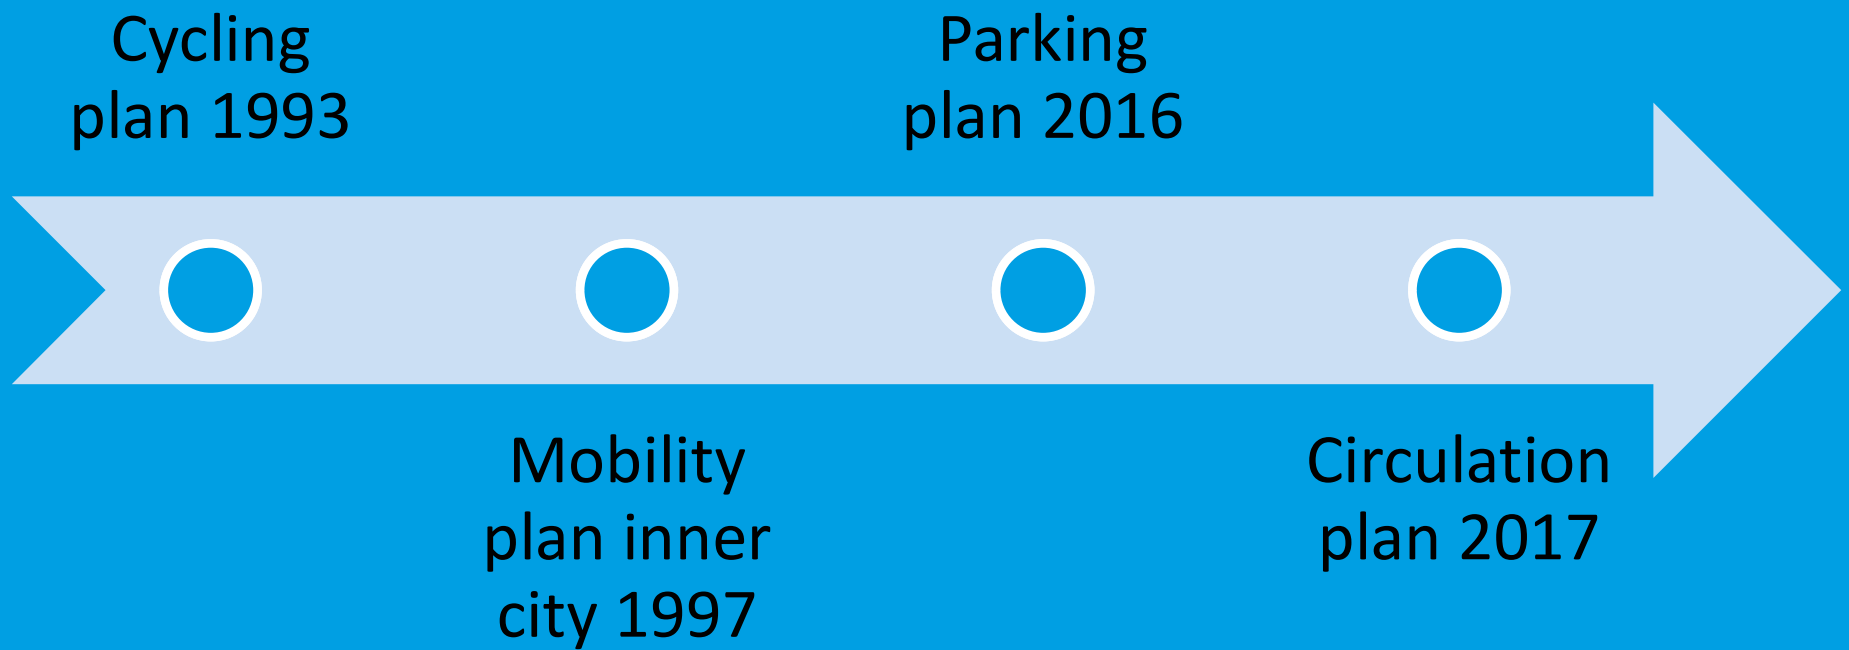 Cycling
plan 1993
Mobility
plan inner
city 1997
Parking
plan 2016
Circulation
plan 2017